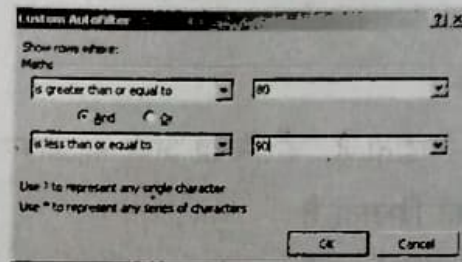 Custom AutoFilter
Show rows where:
Maths
is greater than or equal to 80
And Or
is less than or equal to 90
Use ? to represent any single character
Use * to represent any series of characters
OK Cancel